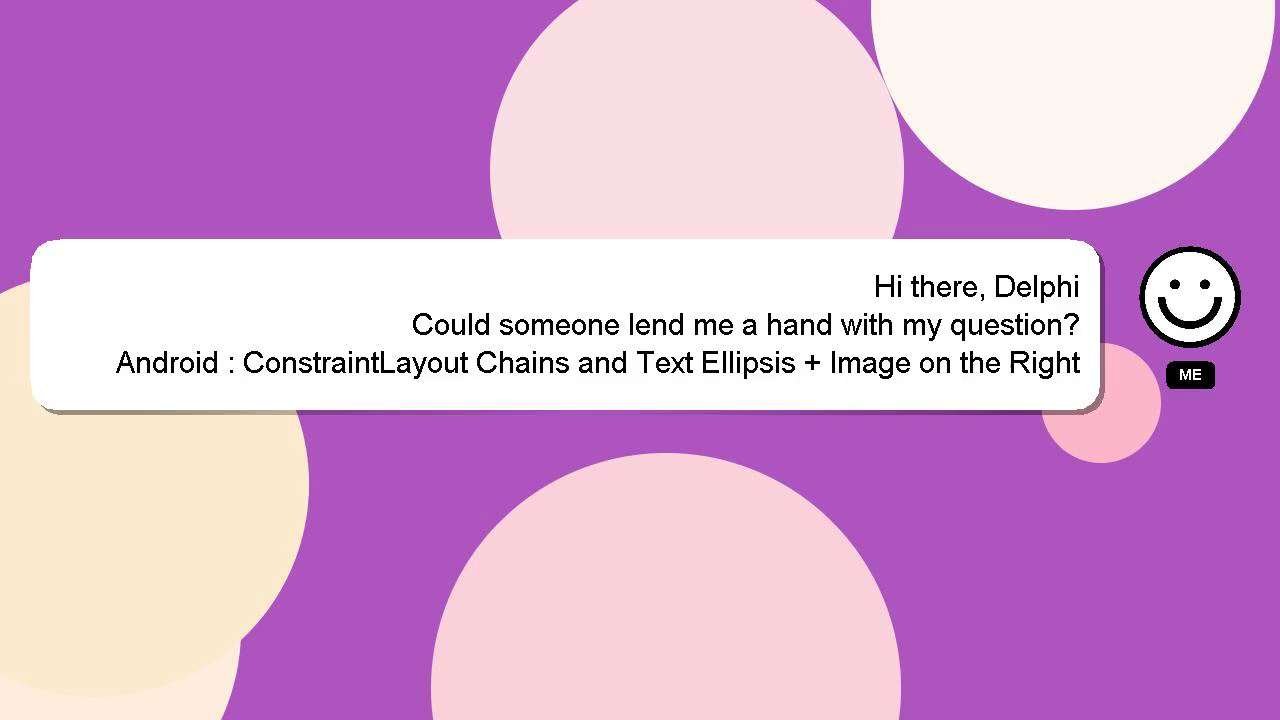 Hi there, Delphi
Could someone lend me a hand with my question?
Android : ConstraintLayout Chains and Text Ellipsis + Image on the Right
ME